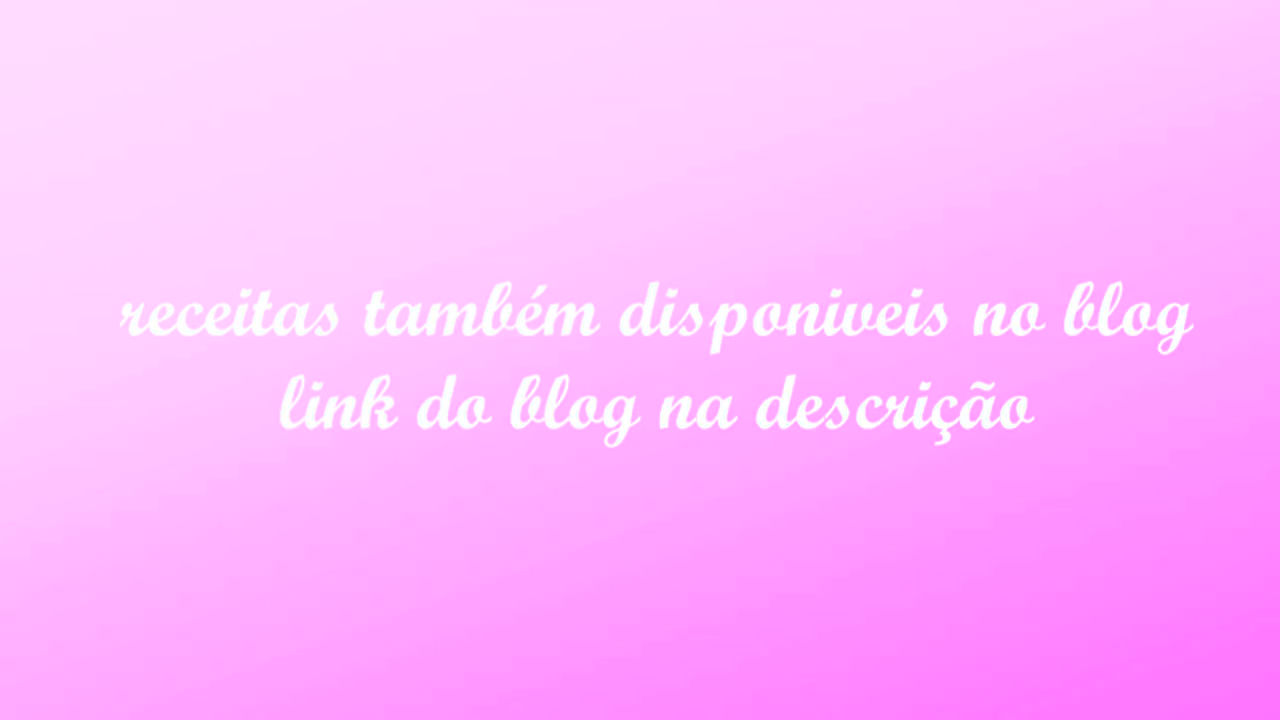 receitas também disponiveis no blog
link do blog na descrição